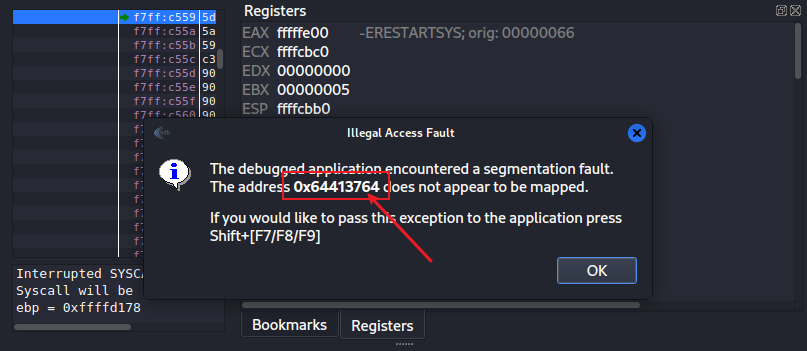 f7ff:c559 5d
f7ff:c55a 5a
f7ff:c55b 59
f7ff:c55c c3
f7ff:c55d 90
f7ff:c55e 90
f7ff:c55f 90
f7ff:c560 90
Registers
EAX fffffe00 -ERESTARTSYS; orig: 00000066
ECX ffffcbc0
EDX 00000000
EBX 00000005
ESP ffffcbb0
Illegal Access Fault
The debugged application encountered a segmentation fault.
The address 0x64413764 does not appear to be mapped.
If you would like to pass this exception to the application press
Shift+[F7/F8/F9]
OK
Interrupted SYSCA
Syscall will be
ebp = 0xffffd178
Bookmarks
Registers